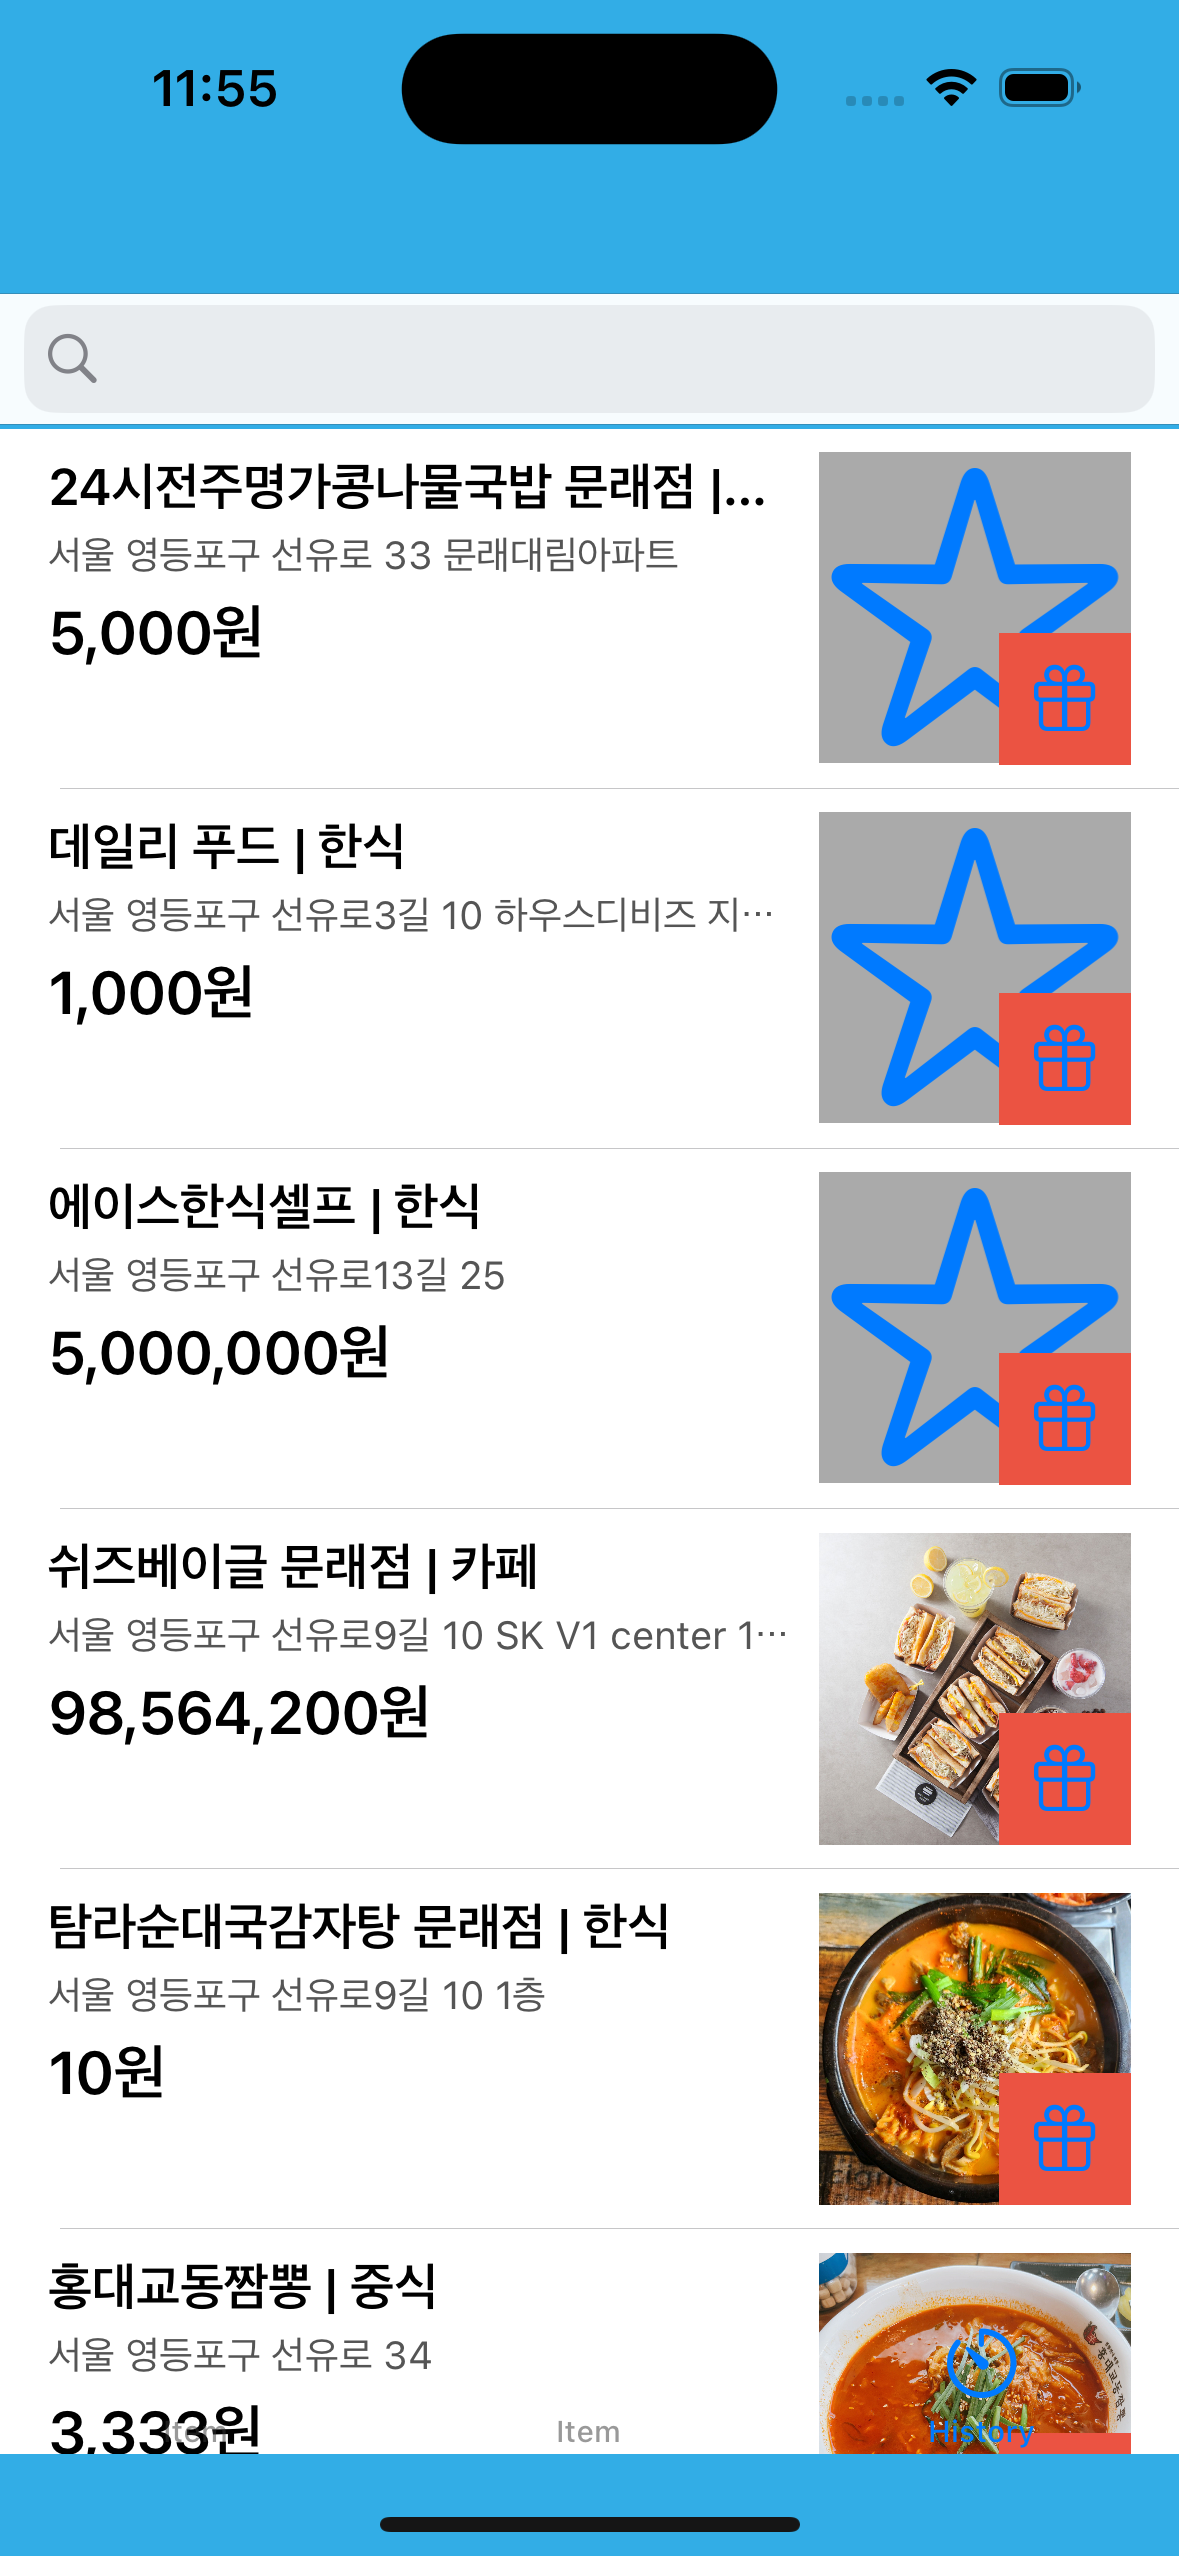 11:55
24시전주명가콩나물국밥 문래점 |...
서울 영등포구 선유로 33 문래대림아파트
5,000원
데일리 푸드 | 한식
서울 영등포구 선유로3길 10 하우스디비즈 지...
1,000원
에이스한식셀프 | 한식
서울 영등포구 선유로13길 25
5,000,000원
쉬즈베이글 문래점 | 카페
서울 영등포구 선유로9길 10 SK V1 center 1...
98,564,200원
탐라순대국감자탕 문래점 | 한식
서울 영등포구 선유로9길 10 1층
10원
홍대교동짬뽕 | 중식
서울 영등포구 선유로 34
홍대교동짬뽕
3,333원
Item
Item
History